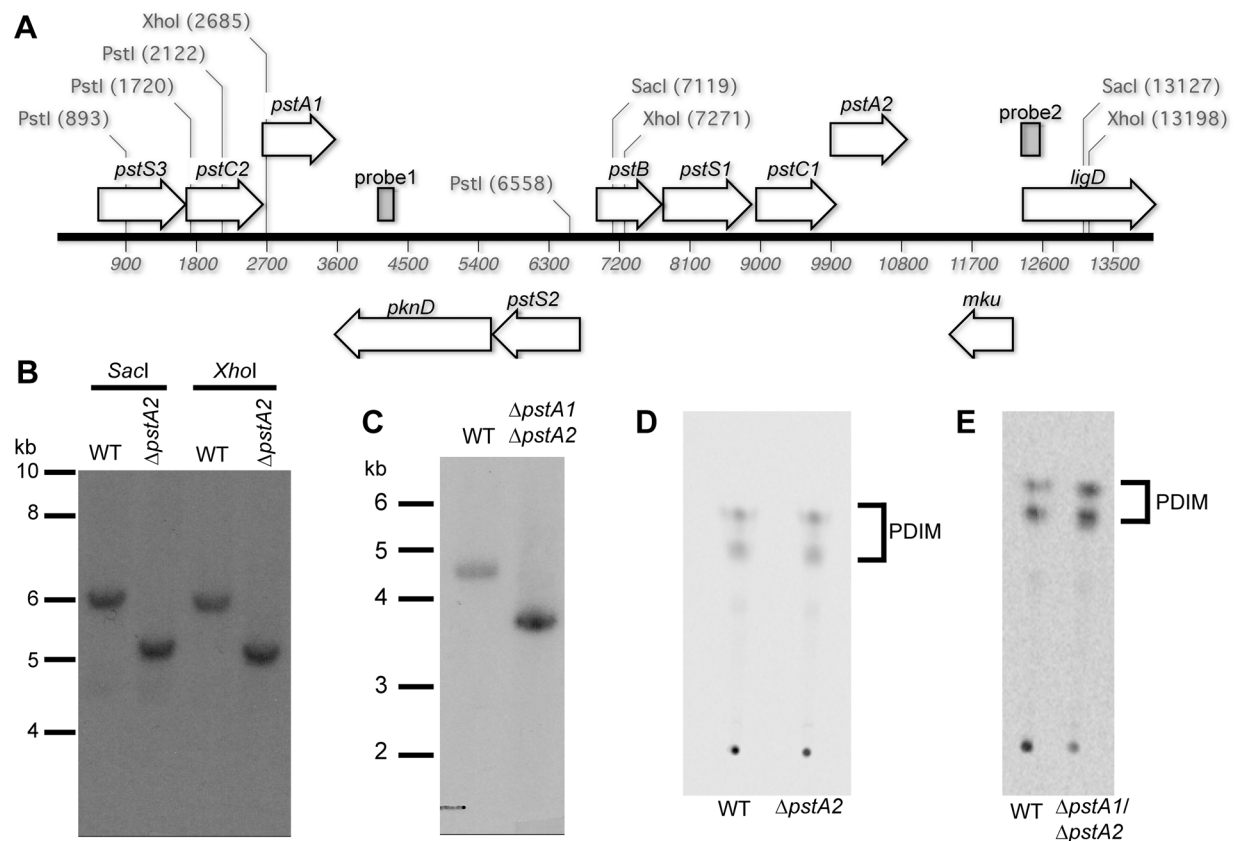 A
XhoI (2685)
PstI (2122)
PstI (1720)
PstI (893)
pstA1
SacI (7119)
XhoI (7271)
pstA2
probe2
SacI (13127)
XhoI (13198)
pstS3
pstC2
probe1
PstI (6558)
pstB
pstS1
pstC1
ligD
900 1800 2700 3600 4500 5400 6300 7200 8100 9000 9900 10800 11700 12600 13500
pknD
pstS2
mku
B
SacI XhoI
kb
WT
ΔpstA2
WT
ΔpstA2
10
8
6
5
4
C
ΔpstA1
WT ΔpstA2
kb
6
5
4
3
2
D
PDIM
WT ΔpstA2
E
PDIM
WT ΔpstA1/
ΔpstA2